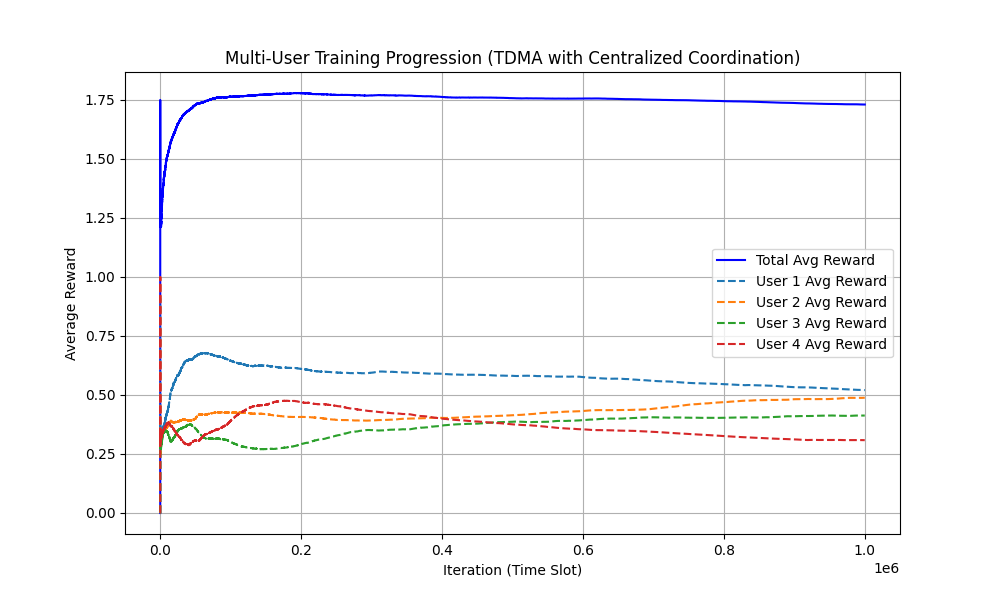 Multi-User Training Progression (TDMA with Centralized Coordination)
Average Reward
1.75
1.50
1.25
1.00
0.75
0.50
0.25
0.00
Total Avg Reward
User 1 Avg Reward
User 2 Avg Reward
User 3 Avg Reward
User 4 Avg Reward
0.0 0.2 0.4 0.6 0.8 1.0
1e6
Iteration (Time Slot)